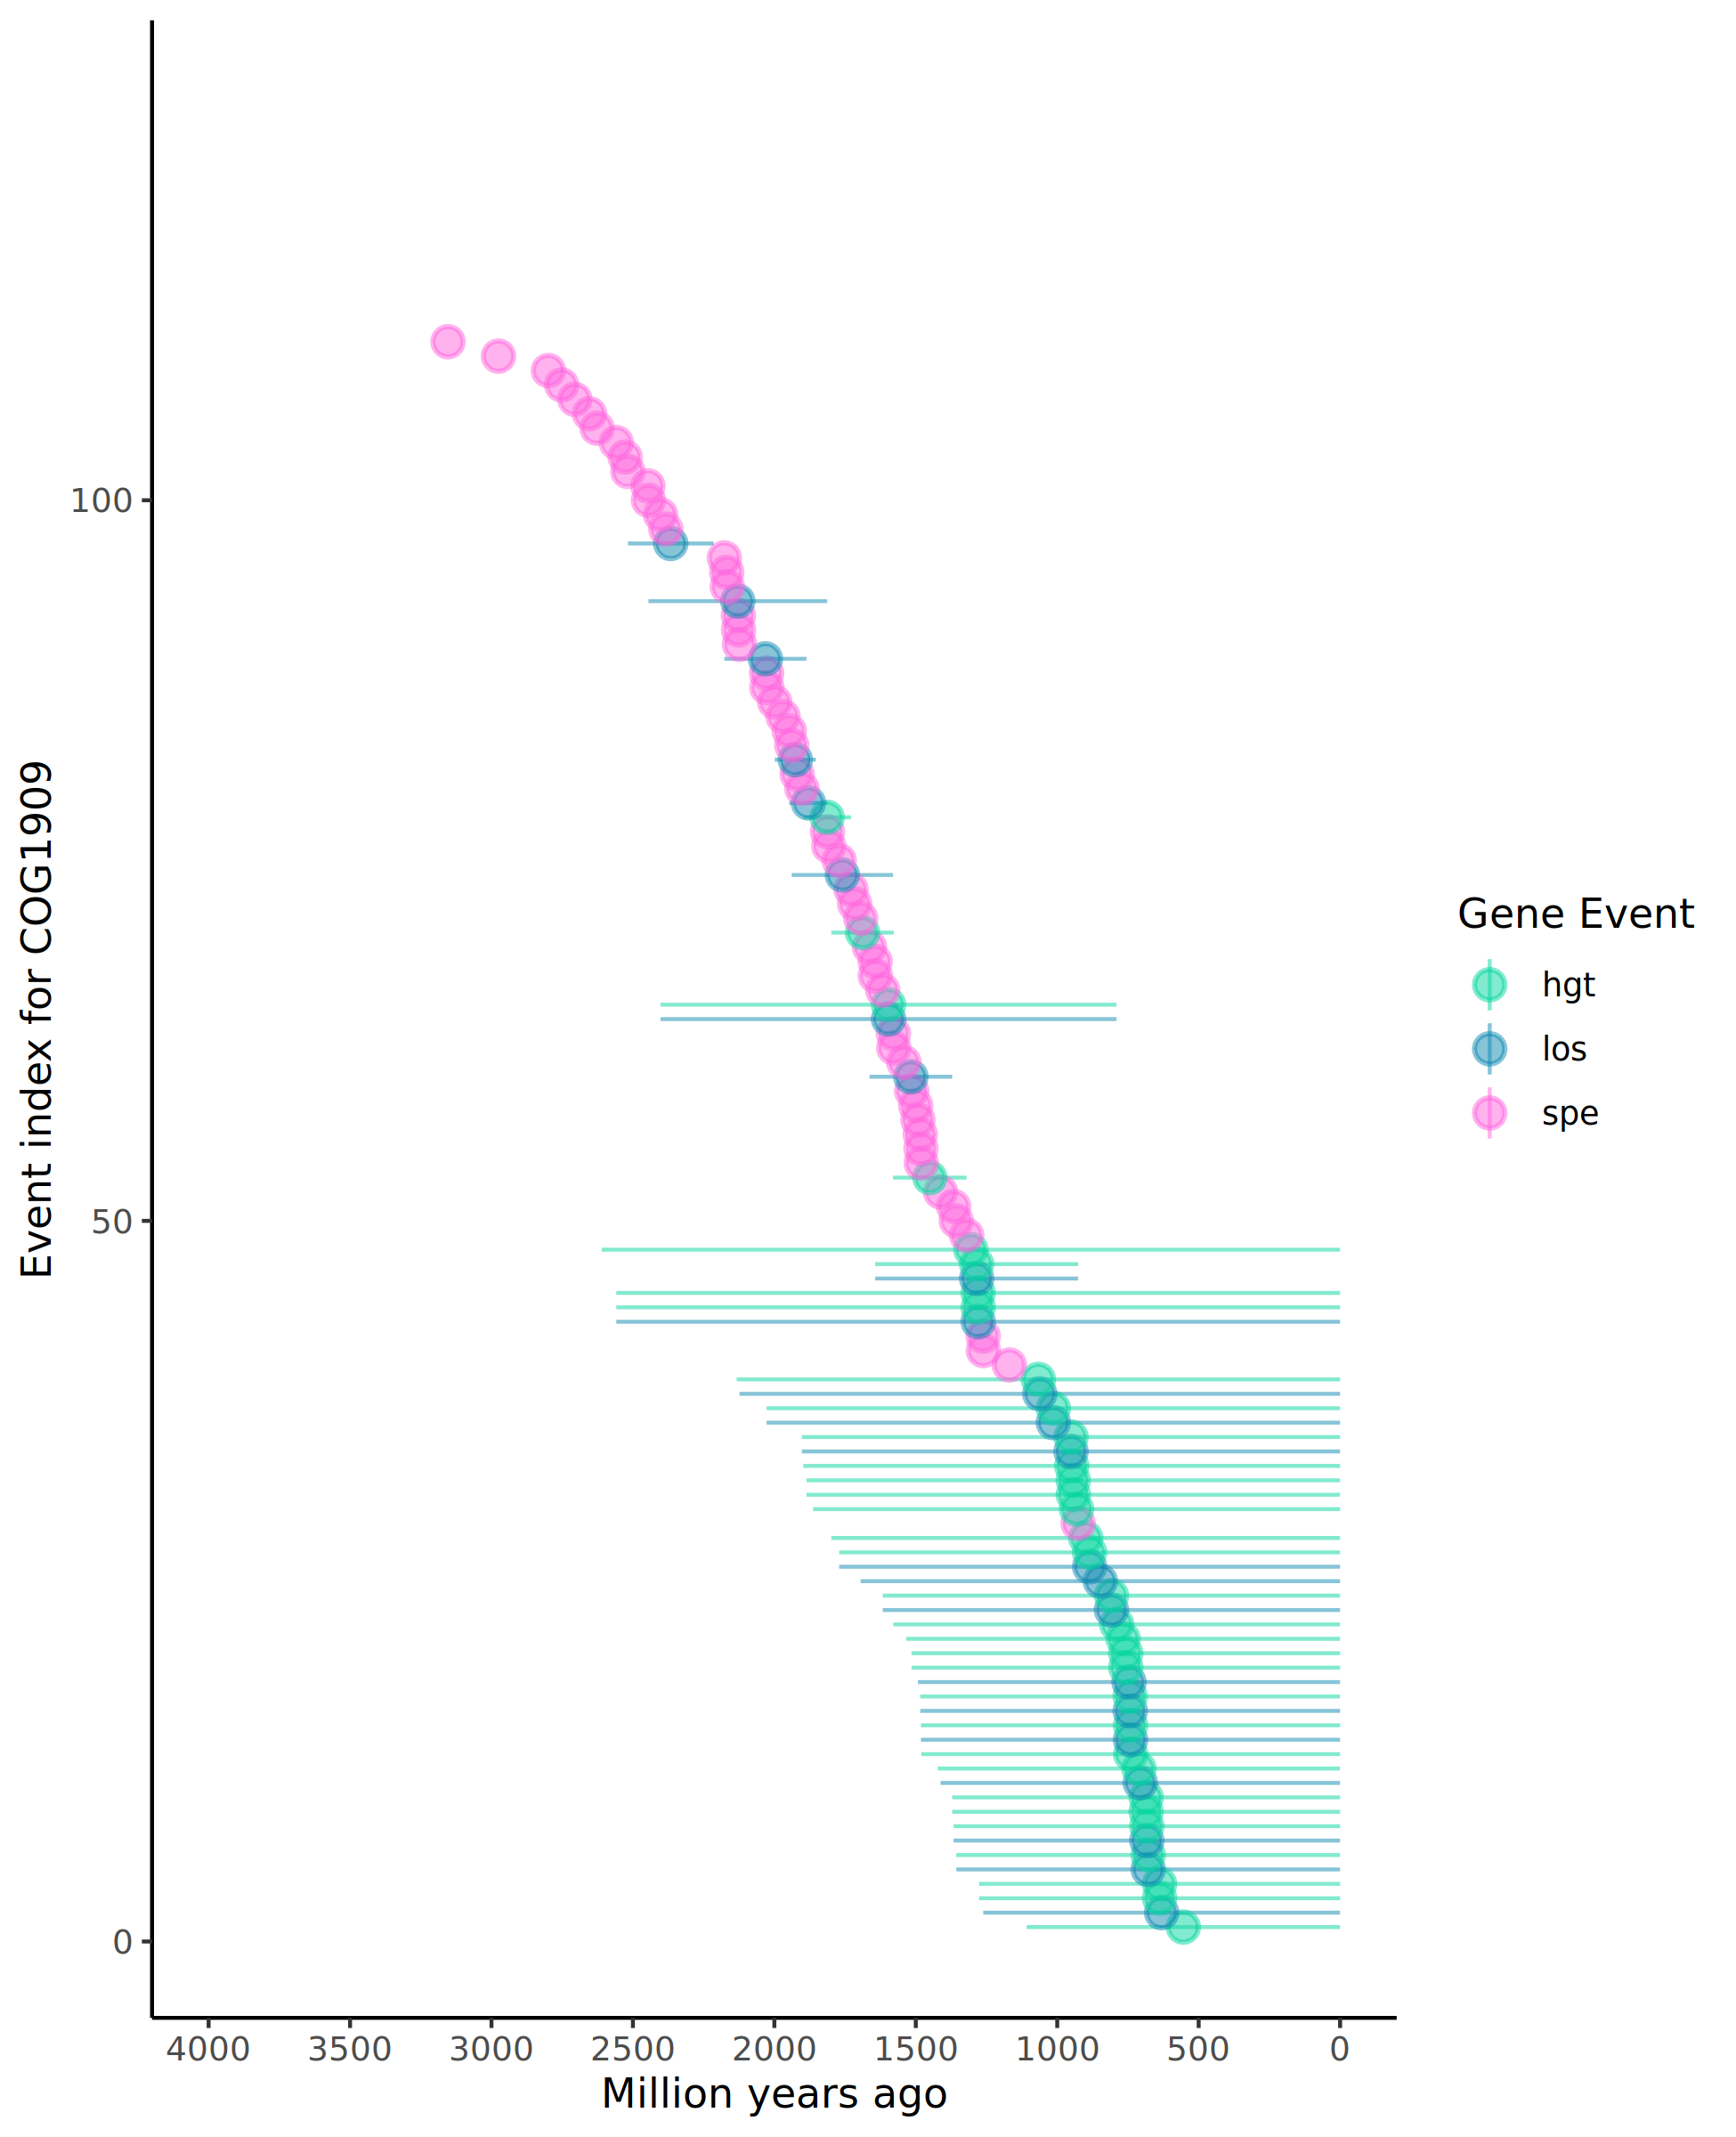 Event index for COG1909
100
50
0
4000 3500 3000 2500 2000 1500 1000 500 0
Million years ago
Gene Event
hgt
los
spe